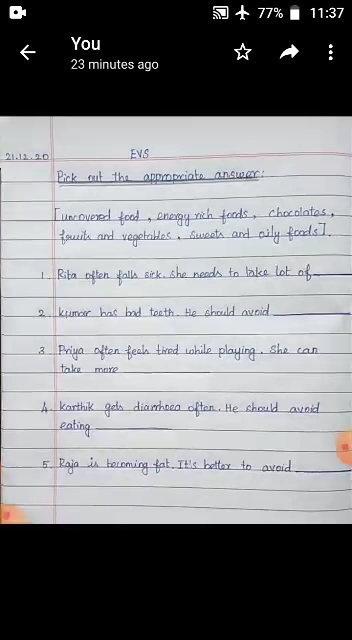 77% 11:37
You
23 minutes ago
21.12.20 EVS
Pick out the appropriate answer:
[uncovered food, energy rich foods, chocolates,
fruits and vegetables, sweets and oily foods].
1. Rita often falls sick. She needs to take lot of
2. Kumar has bad teeth. He should avoid
3 Priya often feels tired while playing. She can
take more
4. Karthik gets diarrhoea often. He should avoid
eating
5. Raja is becoming fat. It's better to avoid